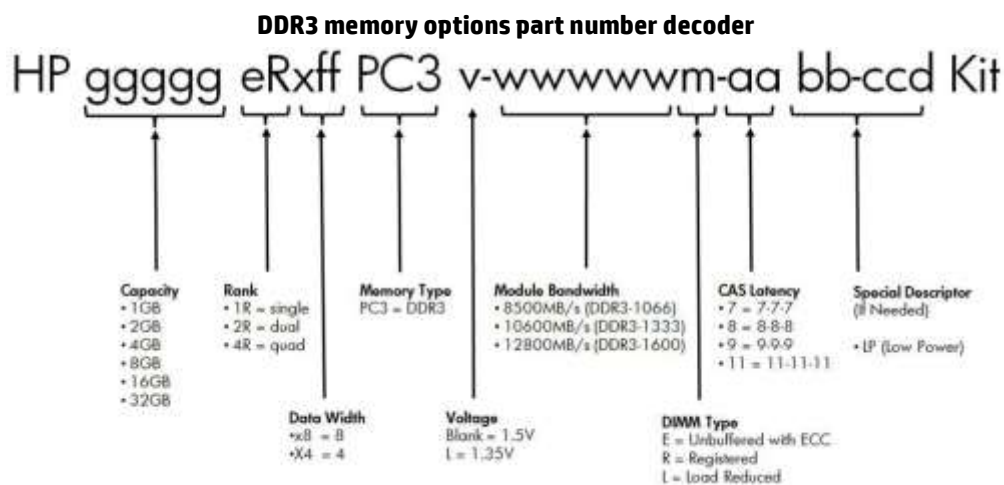 DDR3 memory options part number decoder
HP ggggg eRxff PC3 v-wwwwwm-aa bb-ccd Kit
Capacity
• 1GB
• 2GB
• 4GB
• 8GB
• 16GB
• 32GB
Rank
• 1R = single
• 2R = dual
• 4R = quad
Memory Type
PC3 = DDR3
Module Bandwidth
• 8500MB/s (DDR3-1066)
• 10600MB/s (DDR3-1333)
• 12800MB/s (DDR3-1600)
CAS Latency
• 7 = 7-7-7
• 8 = 8-8-8
• 9 = 9-9-9
• 11 = 11-11-11
Special Descriptor
(If Needed)
• LP (Low Power)
Data Width
•x8 = 8
•X4 = 4
Voltage
Blank = 1.5V
L = 1.35V
DIMM Type
E = Unbuffered with ECC
R = Registered
L = Load Reduced